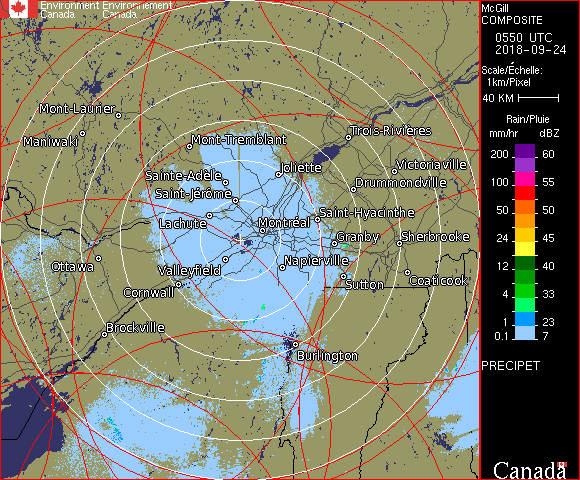 Environment Environnement
Canada Canada
McGill
COMPOSITE
0550 UTC
2018-09-24
Scale/Échelle:
1km/Pixel
40 KM
Rain/Pluie
mm/hr dBZ
200 60
100 55
50 50
24 45
12 40
4 33
1 23
0.1 7
PRECIPET
Canada
Mont-Laurier
Maniwaki
Mont-Tremblant
Trois-Rivières
Sainte-Adèle
Joliette
Victoriaville
Saint-Jérôme
Drummondville
Lachute
Montréal
Saint-Hyacinthe
Granby
Sherbrooke
Ottawa
Valleyfield
Napierville
Cornwall
Sutton
Coaticook
Brockville
Burlington